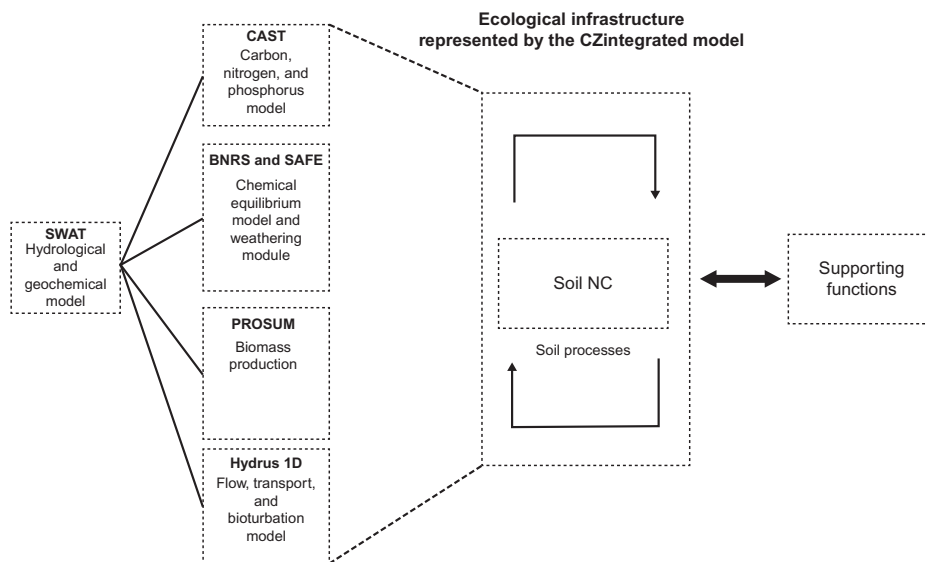 Ecological infrastructure
represented by the CZintegrated model
CAST
Carbon,
nitrogen, and
phosphorus model
BNRS and SAFE
Chemical
equilibrium
model and
weathering
module
SWAT
Hydrological
and
geochemical
model
PROSUM
Biomass
production
Hydrus 1D
Flow, transport,
and
bioturbation
model
Soil NC
Soil processes
Supporting
functions